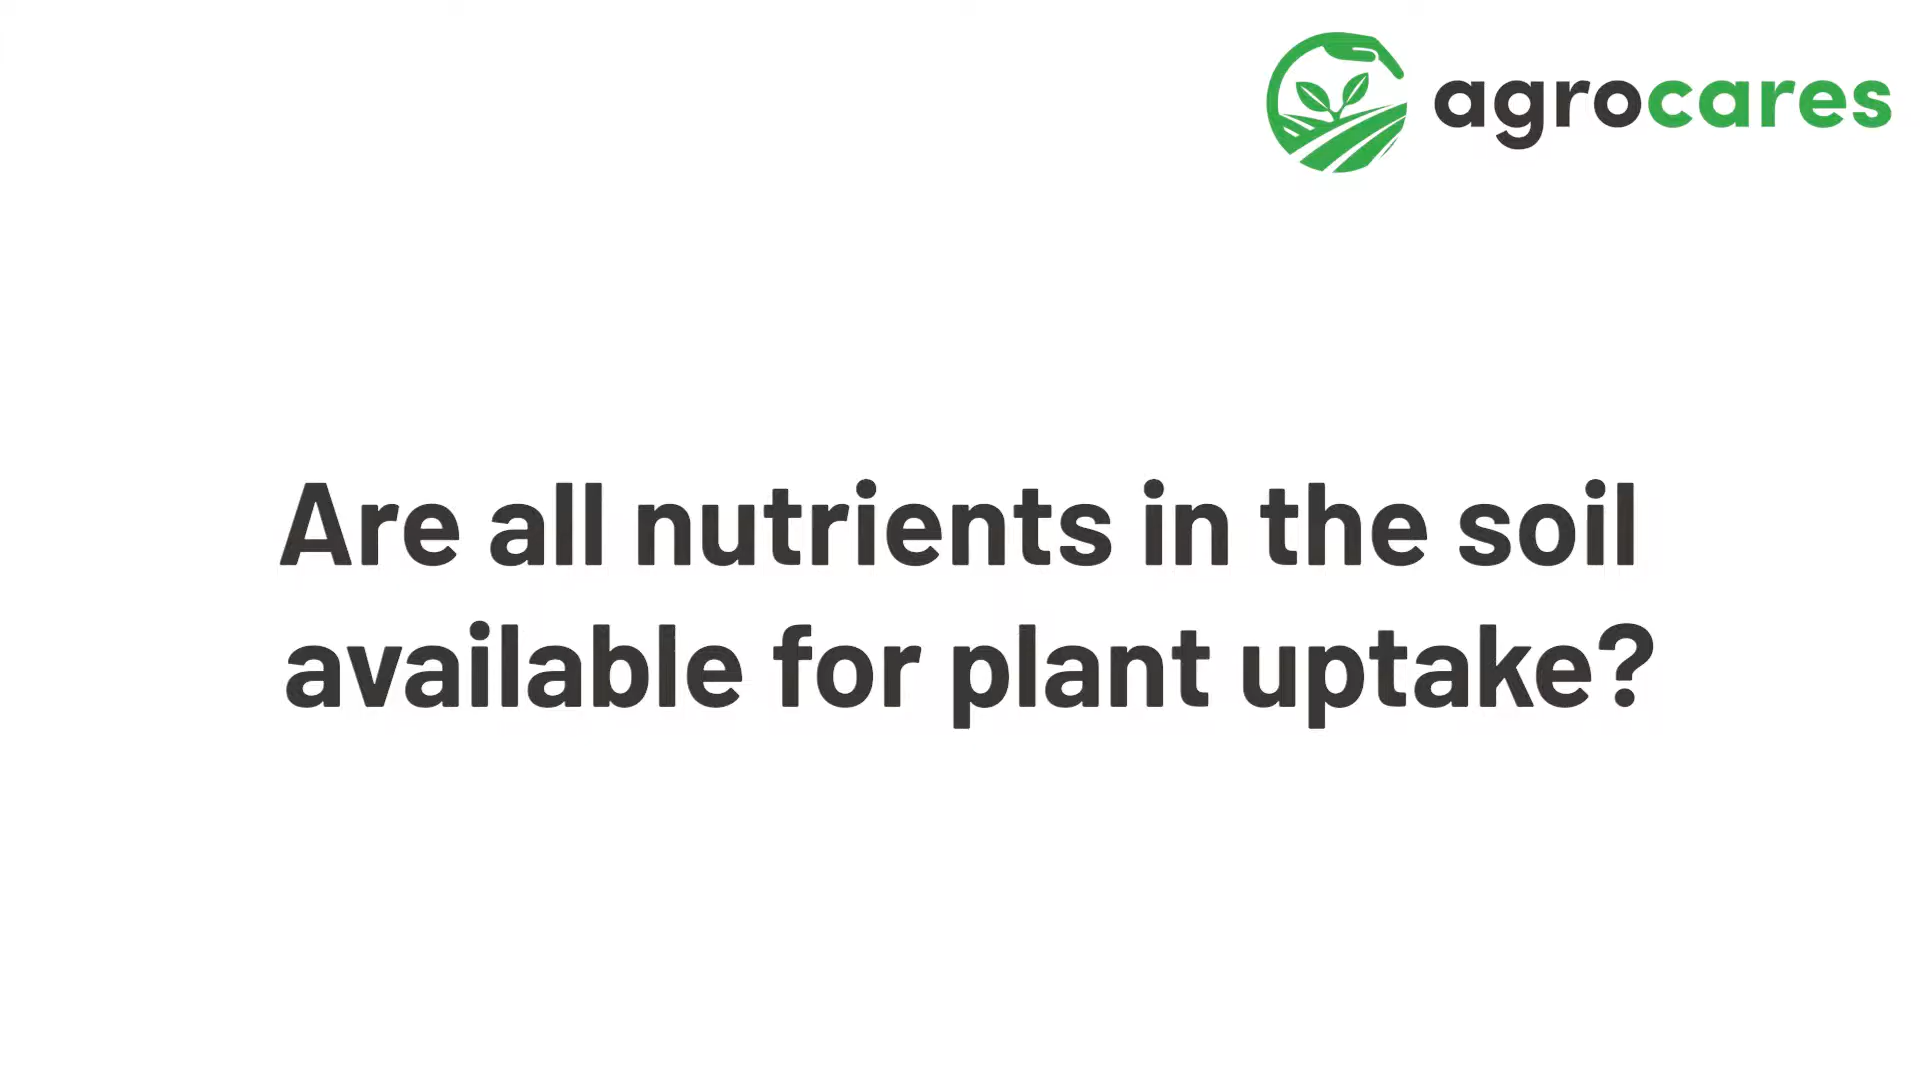 agrocares
Are all nutrients in the soil
available for plant uptake?